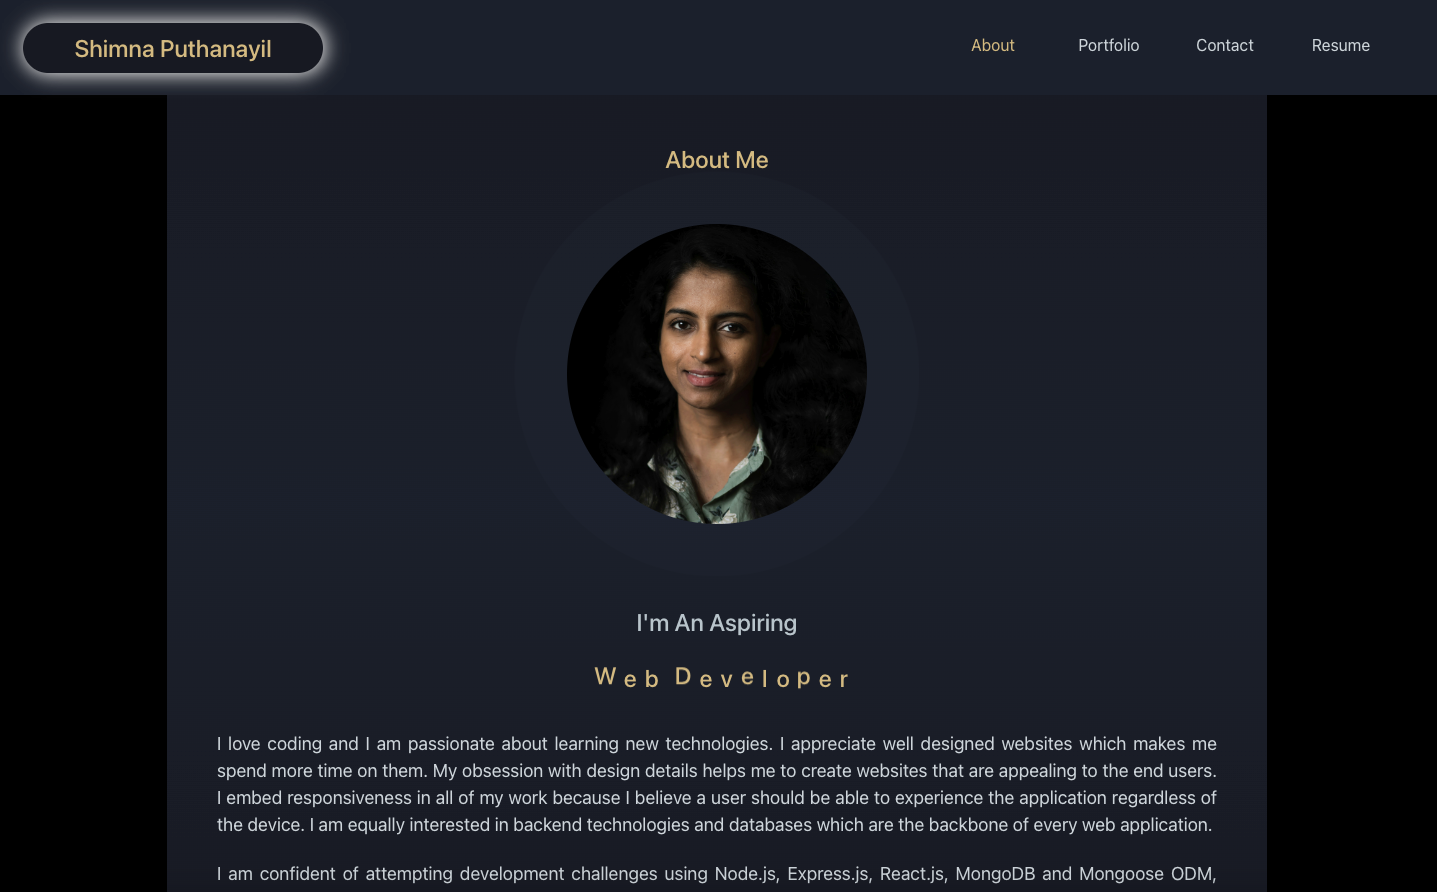 Shimna Puthanayil
About
Portfolio
Contact
Resume
About Me
I'm An Aspiring
Web Developer
I love coding and I am passionate about learning new technologies. I appreciate well designed websites which makes me
spend more time on them. My obsession with design details helps me to create websites that are appealing to the end users.
I embed responsiveness in all of my work because I believe a user should be able to experience the application regardless of
the device. I am equally interested in backend technologies and databases which are the backbone of every web application.
I am confident of attempting development challenges using Node.js, Express.js, React.js, MongoDB and Mongoose ODM,